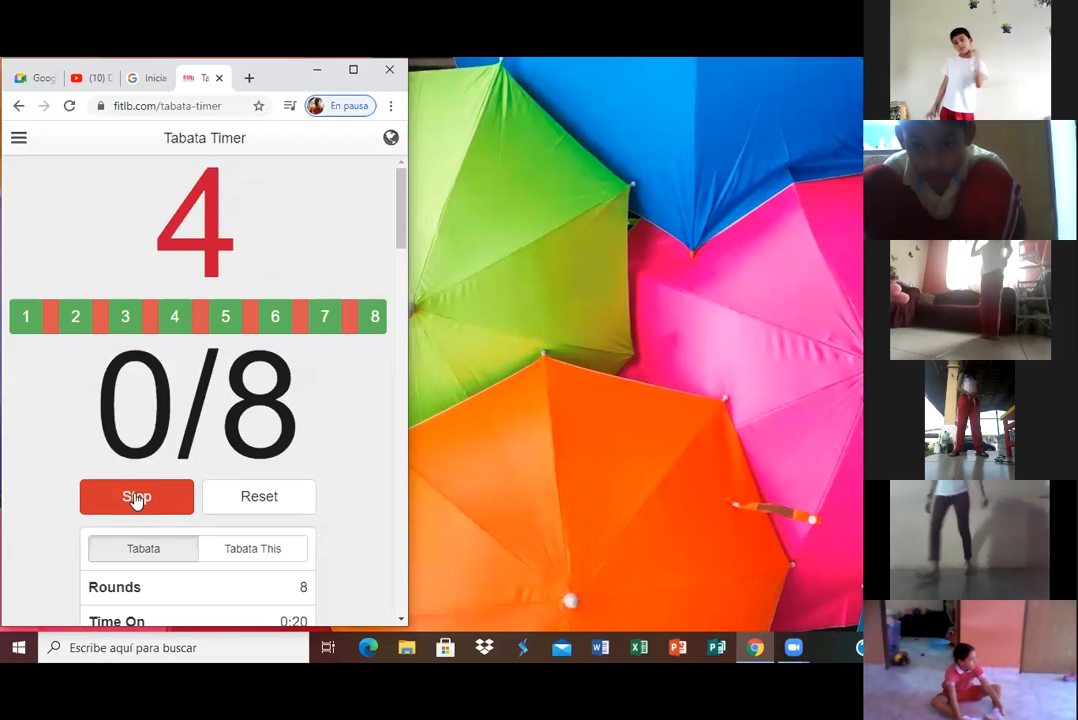 Goog
(10) D
Inicia
Ta
fitlb.com/tabata-timer
En pausa
Tabata Timer
4
1 2 3 4 5 6 7 8
0/8
Stop Reset
Tabata Tabata This
Rounds 8
Time On 0:20
Escribe aquí para buscar